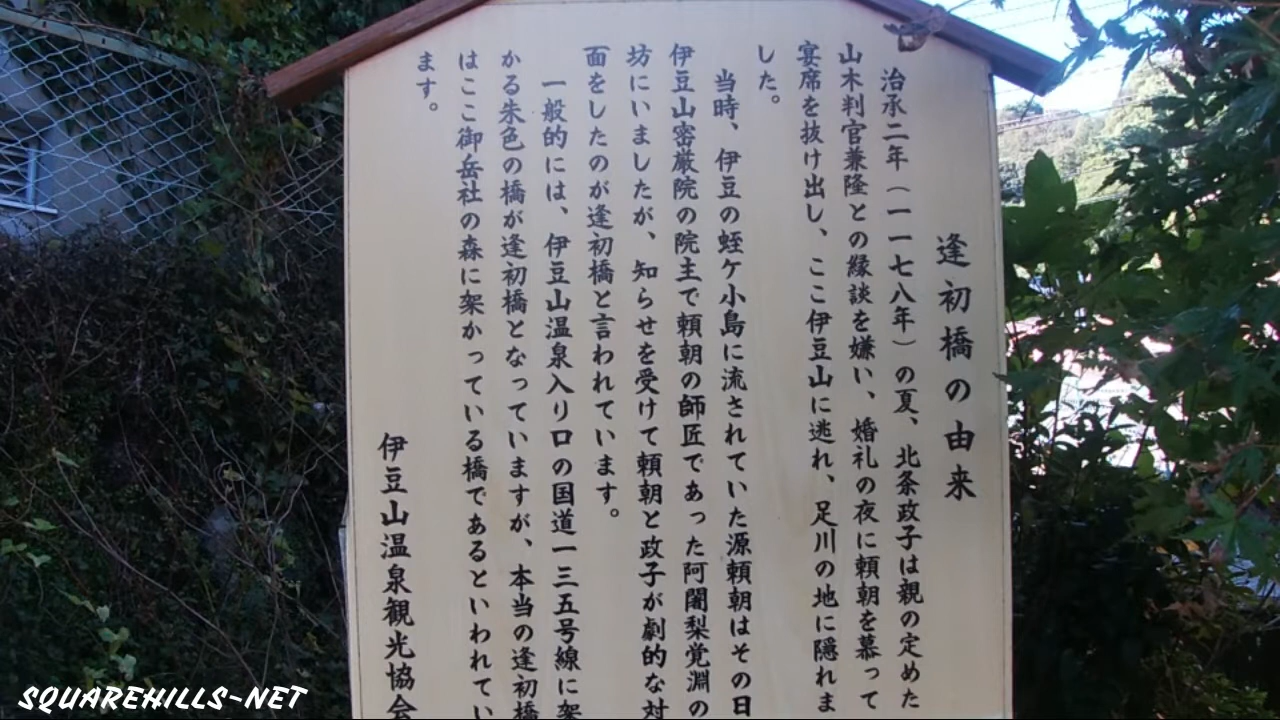 逢初橋の由来
治承二年（一一七八年）の夏、北条政子は親の定めた
山木判官兼隆との縁談を嫌い、婚礼の夜に頼朝を慕って
宴席を抜け出し、ここ伊豆山に逃れ、足川の地に隠れま
した。
当時、伊豆の蛭ケ小島に流されていた源頼朝はその日
伊豆山密厳院の院主で頼朝の師匠であった阿闍梨覚淵の
坊にいましたが、知らせを受けて頼朝と政子が劇的な対
面をしたのが逢初橋と言われています。
一般的には、伊豆山温泉入り口の国道一三五号線に架
かる朱色の橋が逢初橋となっていますが、本当の逢初橋
はここ御岳社の森に架かっている橋であるといわれてい
ます。
伊豆山温泉観光協会
SQUAREHILLS-NET